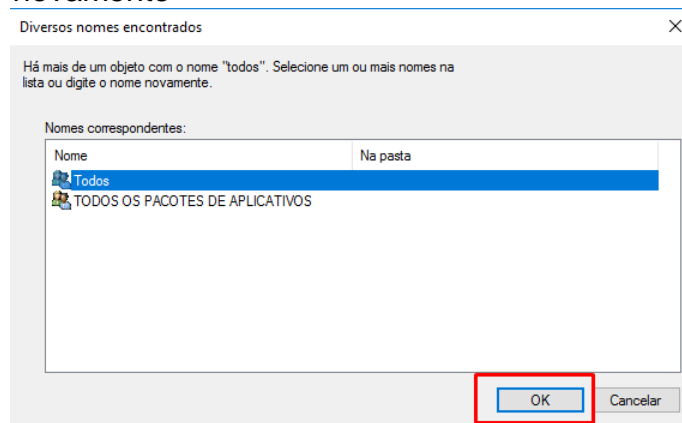 novamente
Diversos nomes encontrados
Há mais de um objeto com o nome "todos". Selecione um ou mais nomes na
lista ou digite o nome novamente.
Nomes correspondentes:
Nome Na pasta
Todos
TODOS OS PACOTES DE APLICATIVOS
OK Cancelar